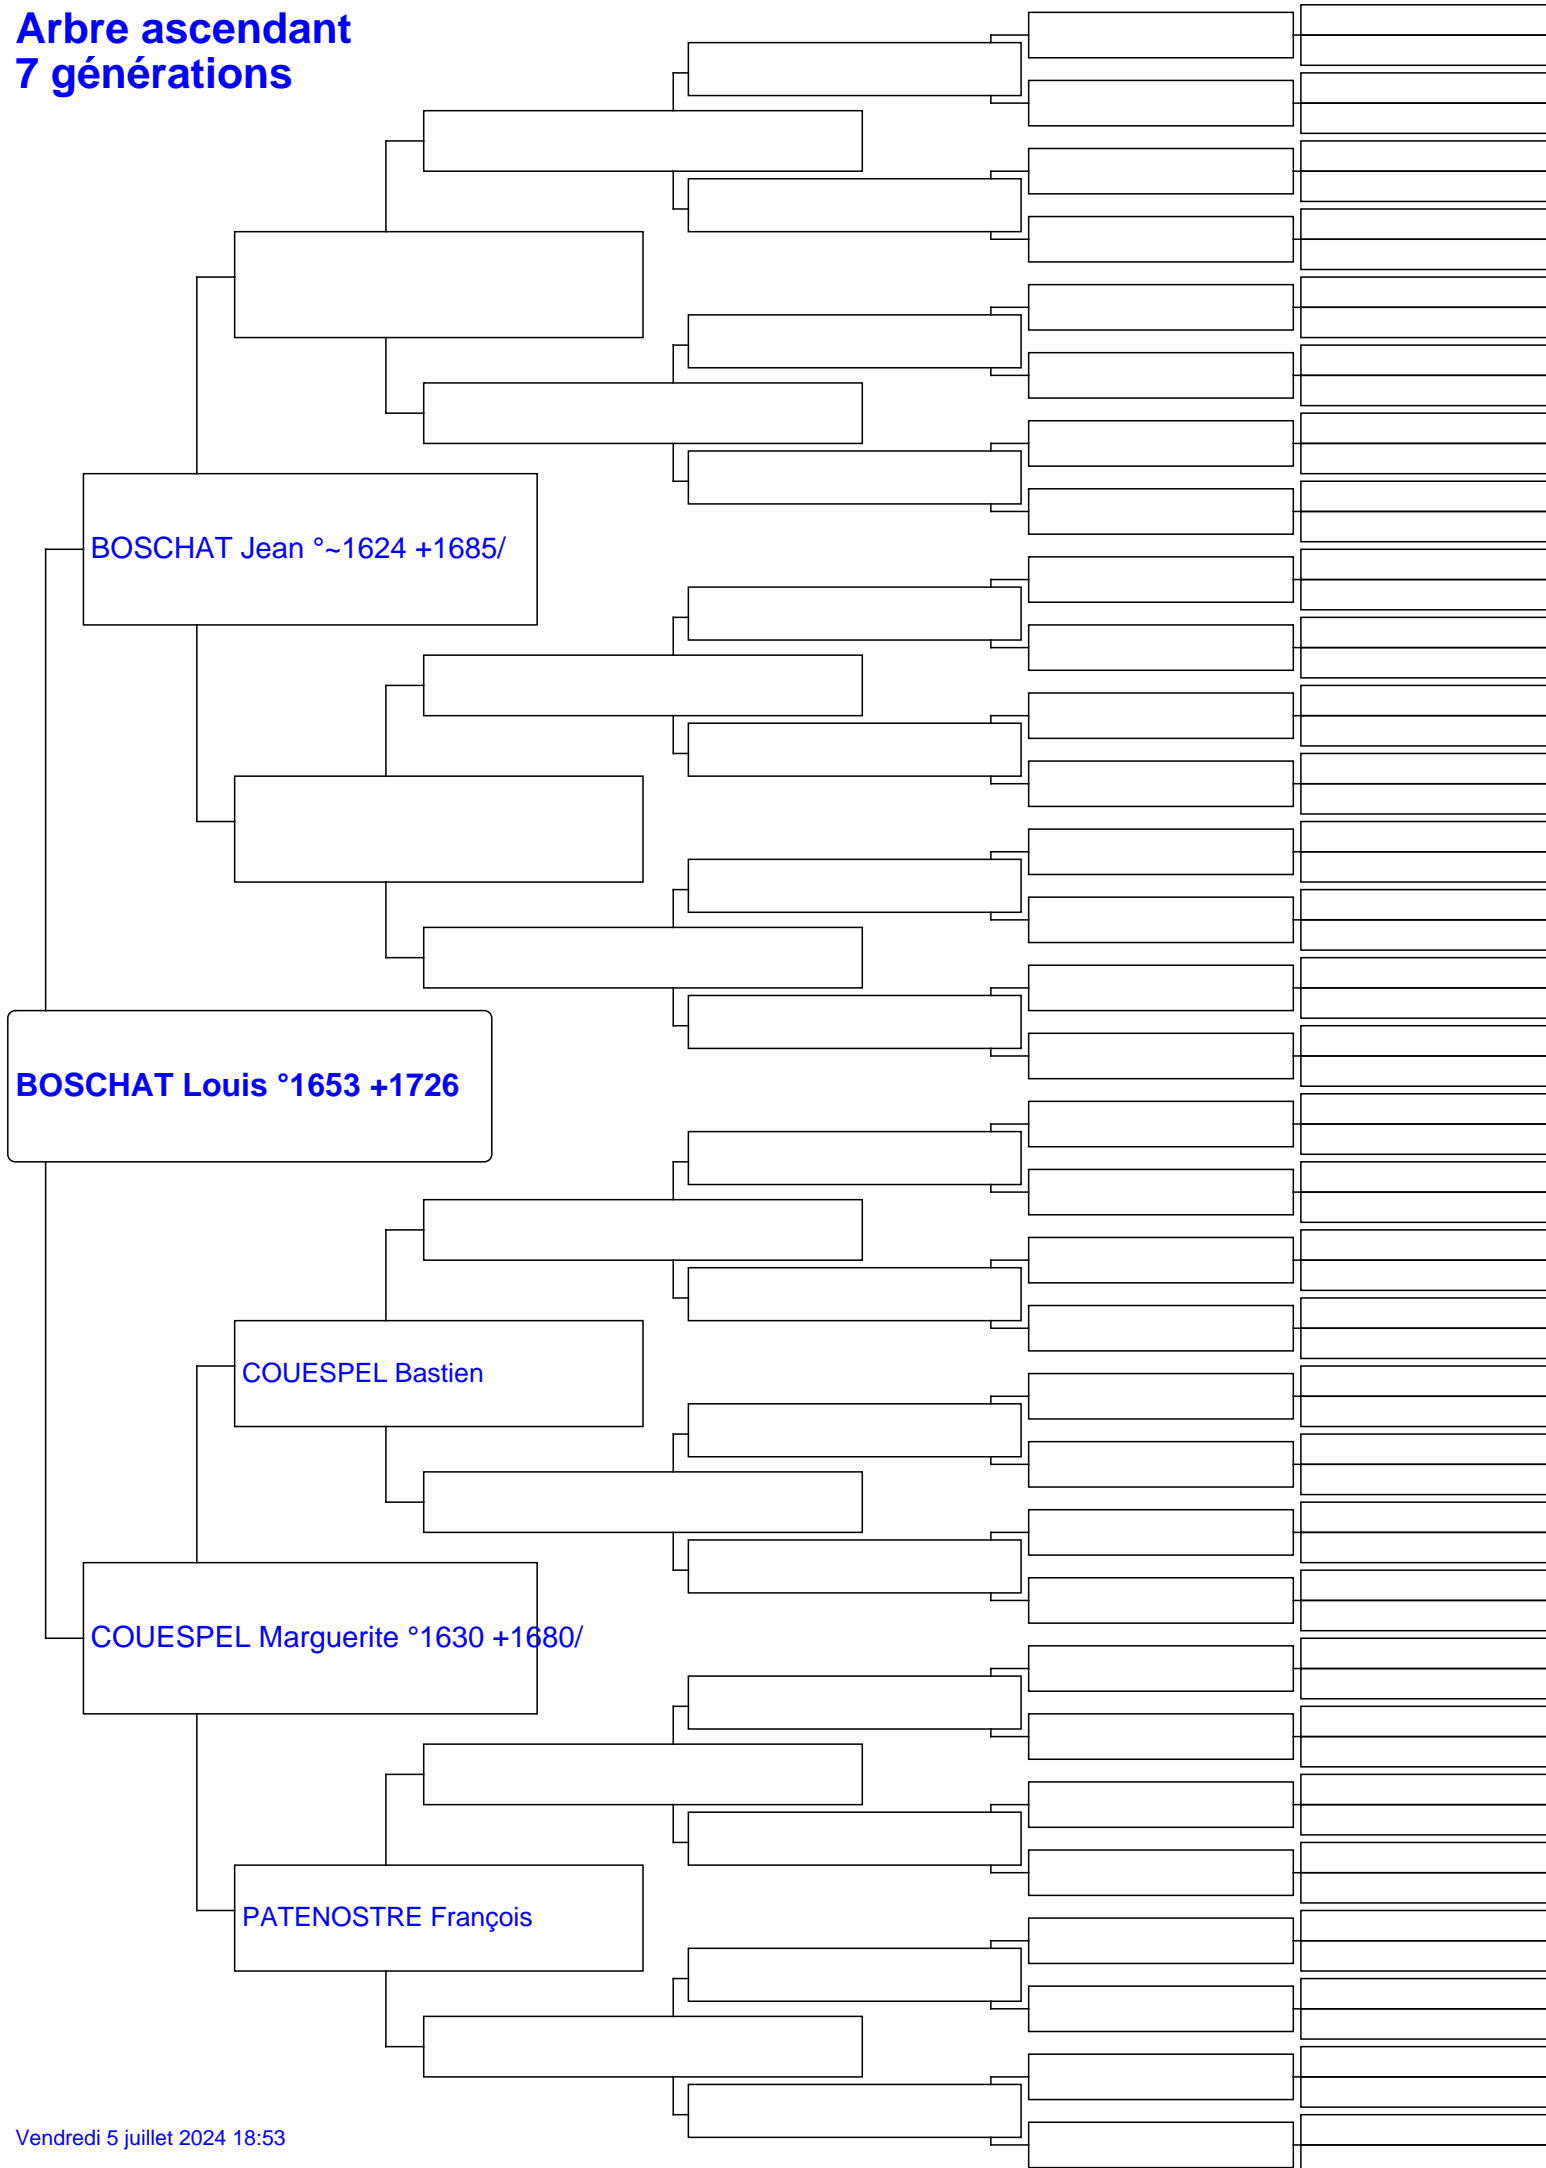 Arbre ascendant
7 générations
BOSCHAT Jean °~1624 +1685/
BOSCHAT Louis °1653 +1726
COUESPEL Bastien
COUESPEL Marguerite °1630 +1680/
PATENOSTRE François
Vendredi 5 juillet 2024 18:53